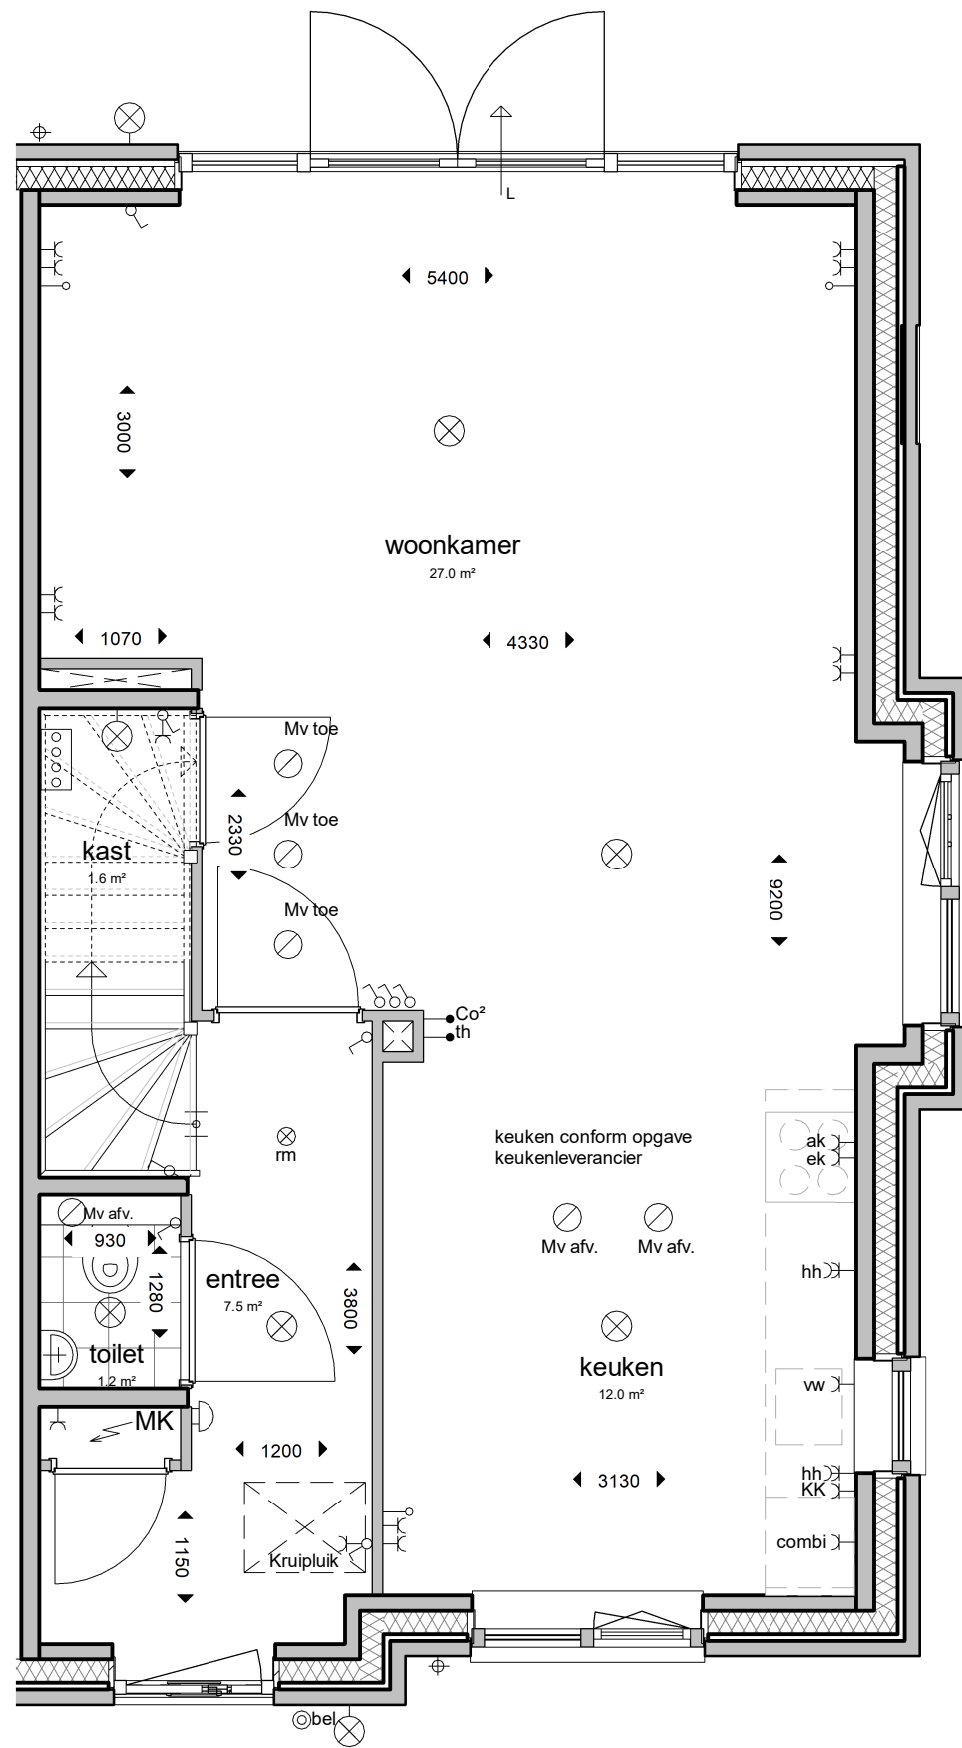 L
5400
3000
woonkamer
27.0 m²
1070
4330
Mv toe
2330
Mv toe
kast
1.6 m²
9200
Mv toe
Co²
th
keuken conform opgave
keukenleverancier
ak
ek
rm
Mv afv.
930
Mv afv.
Mv afv.
hh
entree
7.5 m²
1280
3800
toilet
1.2 m²
keuken
12.0 m²
vw
MK
1200
hh
KK
3130
combi
1150
Kruipluik
bel